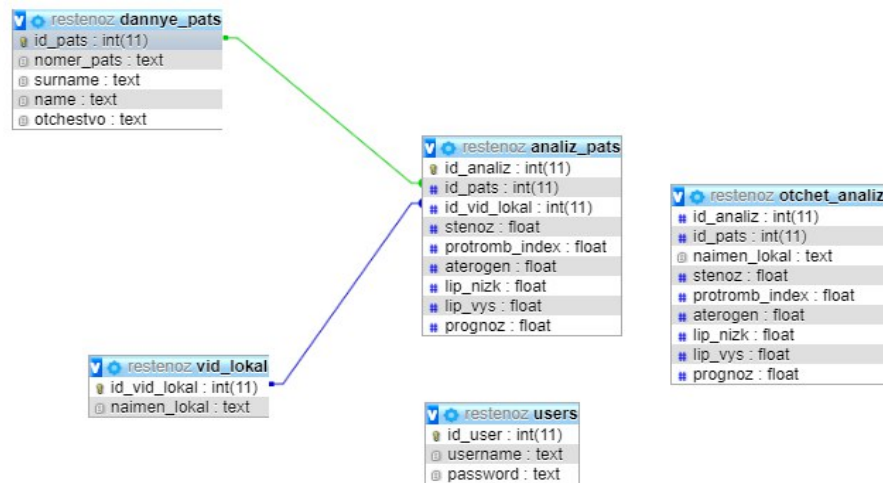 restenoz dannye_pats
id_pats : int(11)
nomer_pats : text
surname : text
name : text
otchestvo : text
restenoz analiz_pats
id_analiz : int(11)
id_pats : int(11)
id_vid_lokal : int(11)
stenoz : float
protromb_index : float
aterogen : float
lip_nizk : float
lip_vys : float
prognoz : float
restenoz otchet_analiz
id_analiz : int(11)
id_pats : int(11)
naimen_lokal : text
stenoz : float
protromb_index : float
aterogen : float
lip_nizk : float
lip_vys : float
prognoz : float
restenoz vid_lokal
id_vid_lokal : int(11)
naimen_lokal : text
restenoz users
id_user : int(11)
username : text
password : text